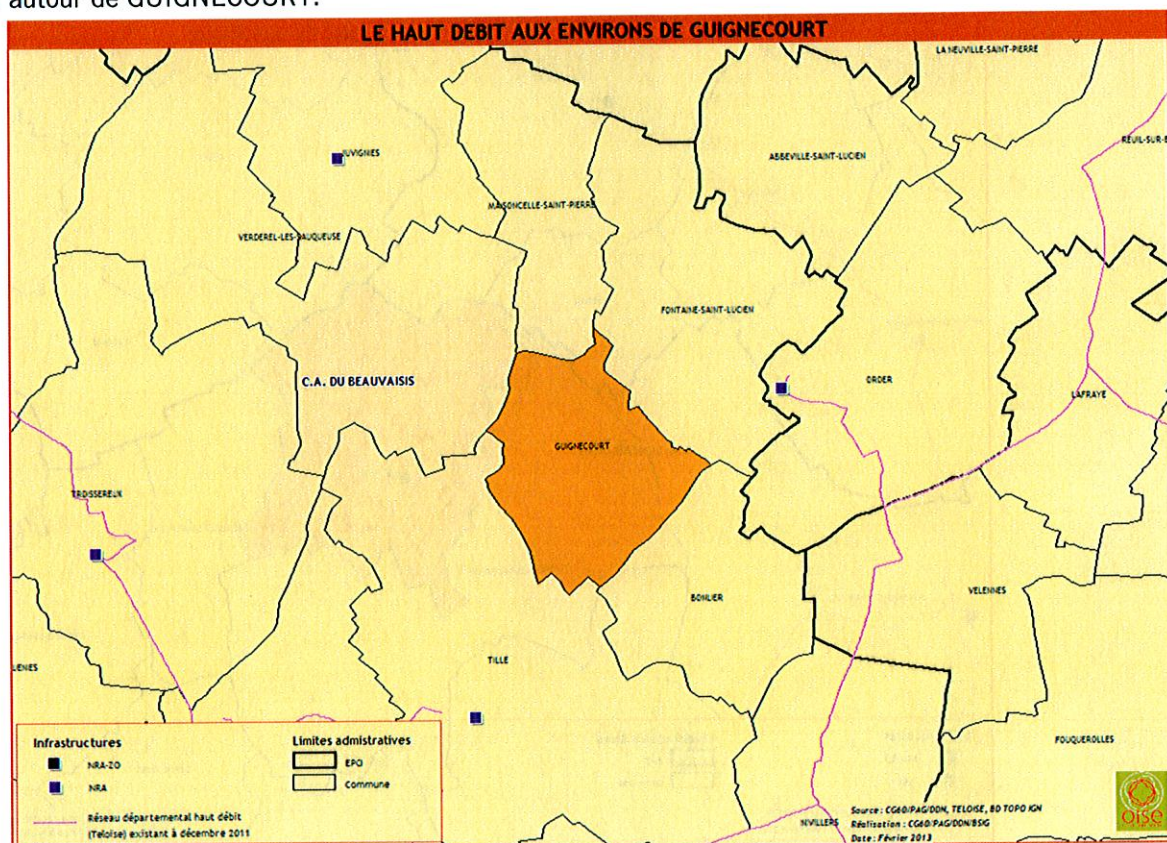 autour de GUIGNECOURT.
LE HAUT DEBIT AUX ENVIRONS DE GUIGNECOURT
LA NEUVILLE-SAINT-PIERRE
REUIL-SUR-B
JUVIGNIES
ABBEVILLE-SAINT-LUCIEN
MAISONCELLE-SAINT-PIERRE
VERDEREL-LES-SAUQUEUSE
FONTAINE-SAINT-LUCIEN
C.A. DU BEAUVAISIS
OROER
LAFRAYE
GUIGNECOURT
TROISSEREUX
VELENNES
BONLIER
TILLE
FOUQUEROLLES
NIVILLERS
Infrastructures
NRA-ZO
NRA
Réseau départemental haut débit
(Teloise) existant à décembre 2011
Limites admistratives
EPCI
Commune
Source : CG60/PAG/DDN, TELOISE, BD TOPO IGN
Réalisation : CG60/PAG/DDN/BSIG
Date : Février 2013
oise